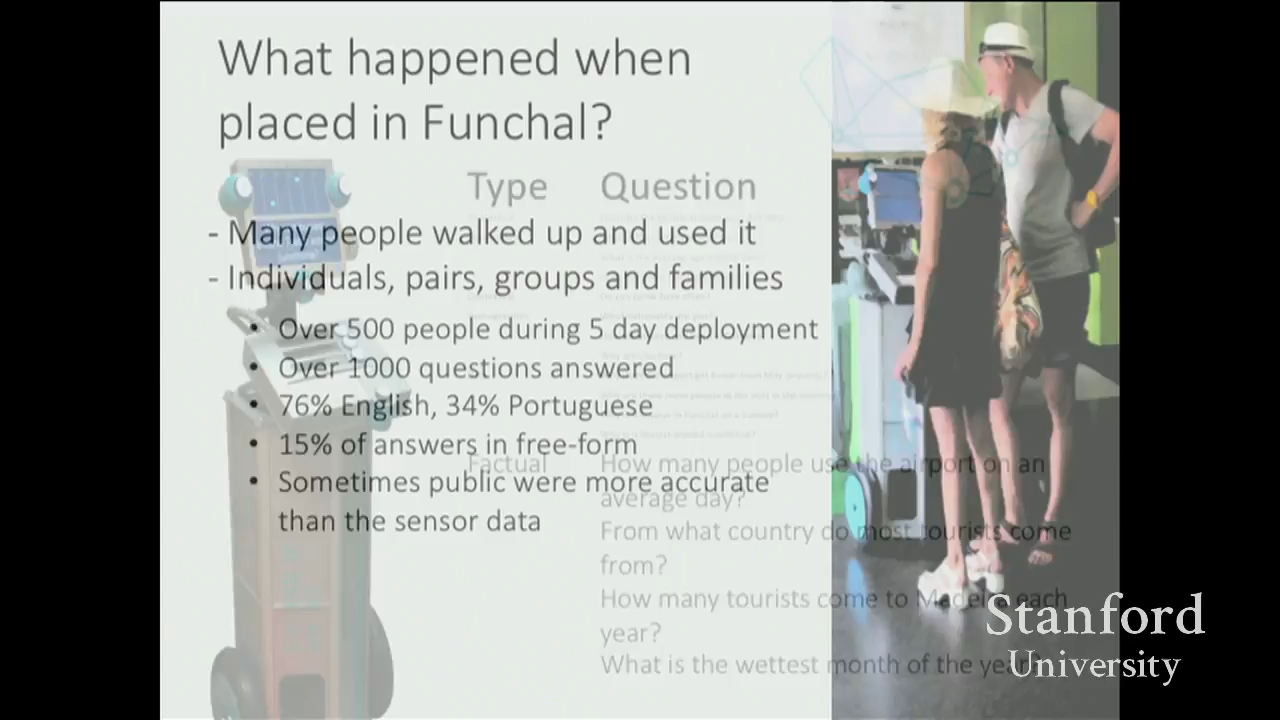 What happened when
placed in Funchal?
Type Question
- Many people walked up and used it
- Individuals, pairs, groups and families
• Over 500 people during 5 day deployment
• Over 1000 questions answered
• 76% English, 34% Portuguese
• 15% of answers in free-form
• Sometimes public were more accurate
than the sensor data
Factual How many people use the airport on an
average day?
From what country do most tourists come
from?
How many tourists come to Madeira each
year?
What is the wettest month of the year?
Stanford
University